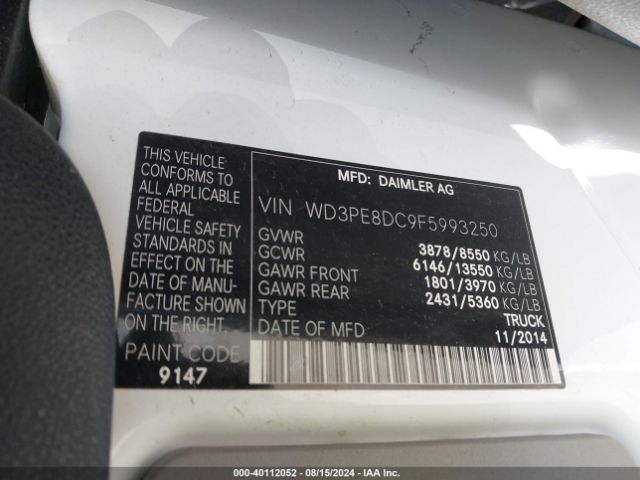 THIS VEHICLE
CONFORMS TO
ALL APPLICABLE
FEDERAL
VEHICLE SAFETY
STANDARDS IN
EFFECT ON THE
DATE OF MANU-
FACTURE SHOWN
ON THE RIGHT.
PAINT CODE
9147
MFD: DAIMLER AG
VIN WD3PE8DC9F5993250
GVWR 3878/8550 KG/LB
GCWR 6146/13550 KG/LB
GAWR FRONT 1801/3970 KG/LB
GAWR REAR 2431/5360 KG/LB
TYPE TRUCK
DATE OF MFD 11/2014
000-40112052 - 08/15/2024 - IAA Inc.